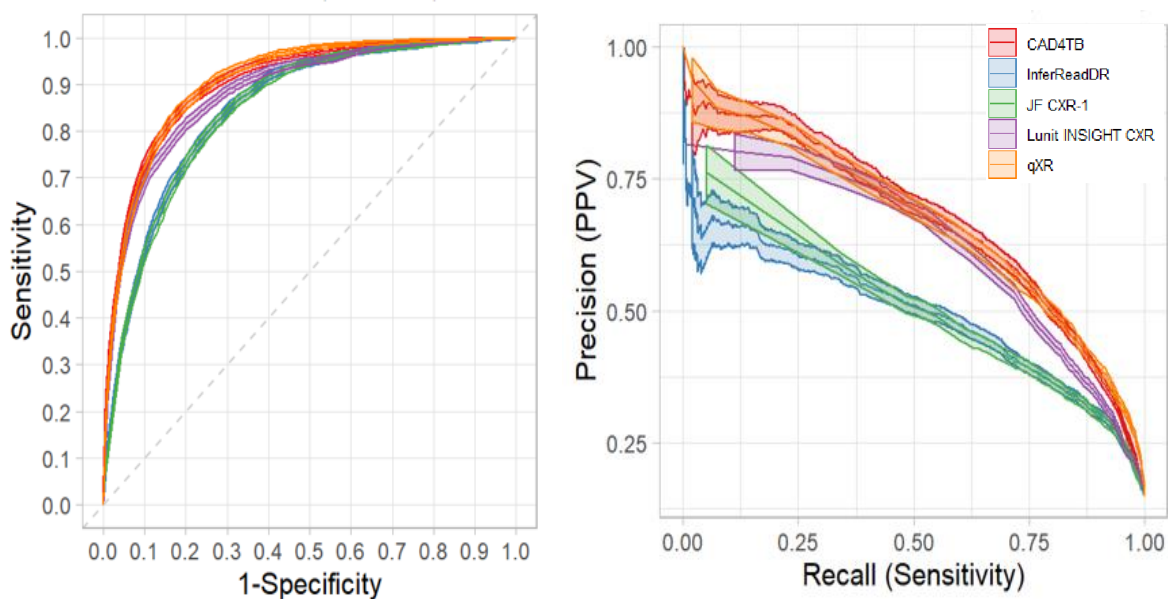 1.0
0.9
0.8
0.7
0.6
0.5
0.4
0.3
0.2
0.1
0.0
Sensitivity
0.0 0.1 0.2 0.3 0.4 0.5 0.6 0.7 0.8 0.9 1.0
1-Specificity
1.00
0.75
0.50
0.25
Precision (PPV)
0.00 0.25 0.50 0.75 1.00
Recall (Sensitivity)
CAD4TB
InferReadDR
JF CXR-1
Lunit INSIGHT CXR
qXR